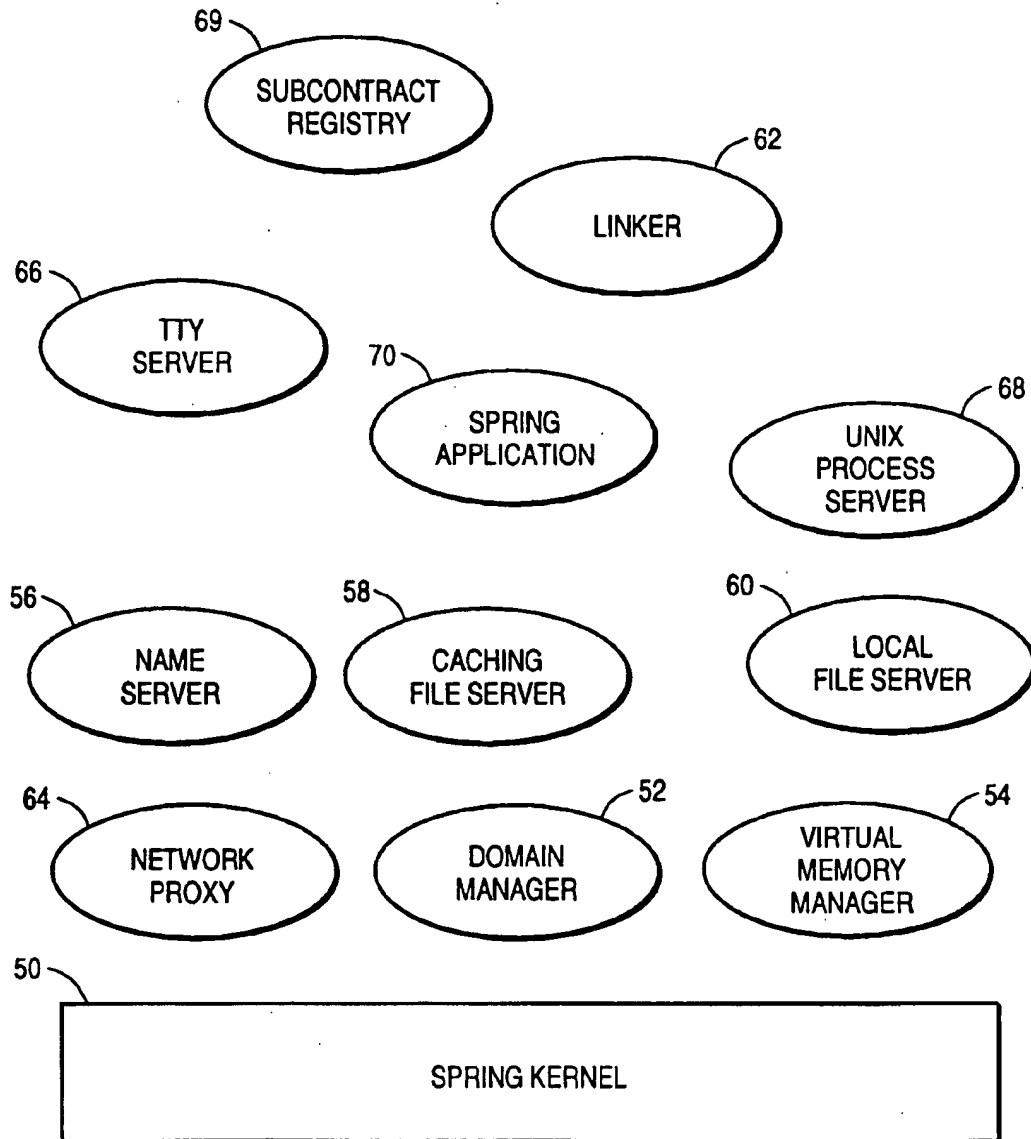 69
SUBCONTRACT
REGISTRY
62
LINKER
66
TTY
SERVER
70
SPRING
APPLICATION
68
UNIX
PROCESS
SERVER
56
NAME
SERVER
58
CACHING
FILE SERVER
60
LOCAL
FILE SERVER
64
NETWORK
PROXY
52
DOMAIN
MANAGER
54
VIRTUAL
MEMORY
MANAGER
50
SPRING KERNEL